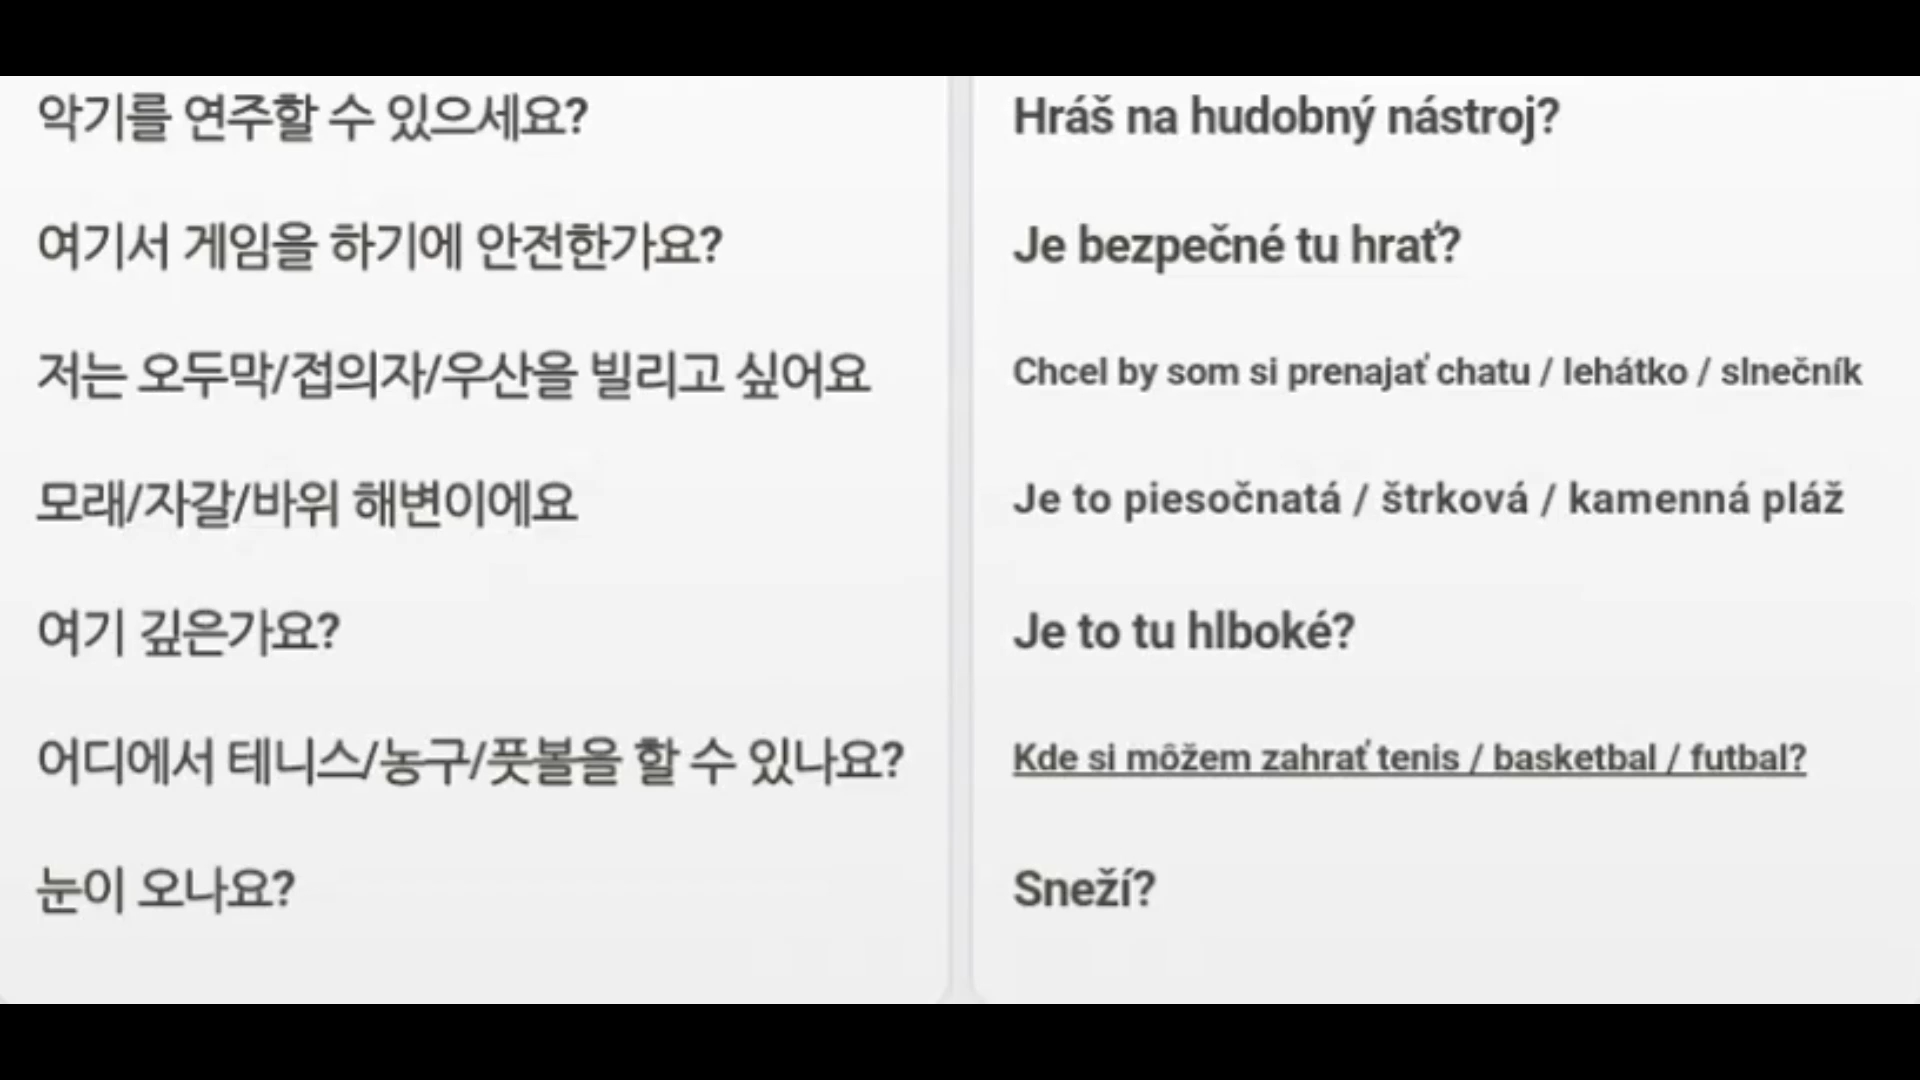 악기를 연주할 수 있으세요?
Hráš na hudobný nástroj?
여기서 게임을 하기에 안전한가요?
Je bezpečné tu hrať?
저는 오두막/접의자/우산을 빌리고 싶어요
Chcel by som si prenajať chatu / lehátko / slnečník
모래/자갈/바위 해변이에요
Je to piesočnatá / štrková / kamenná pláž
여기 깊은가요?
Je to tu hlboké?
어디에서 테니스/농구/풋볼을 할 수 있나요?
Kde si môžem zahrať tenis / basketbal / futbal?
눈이 오나요?
Sneží?